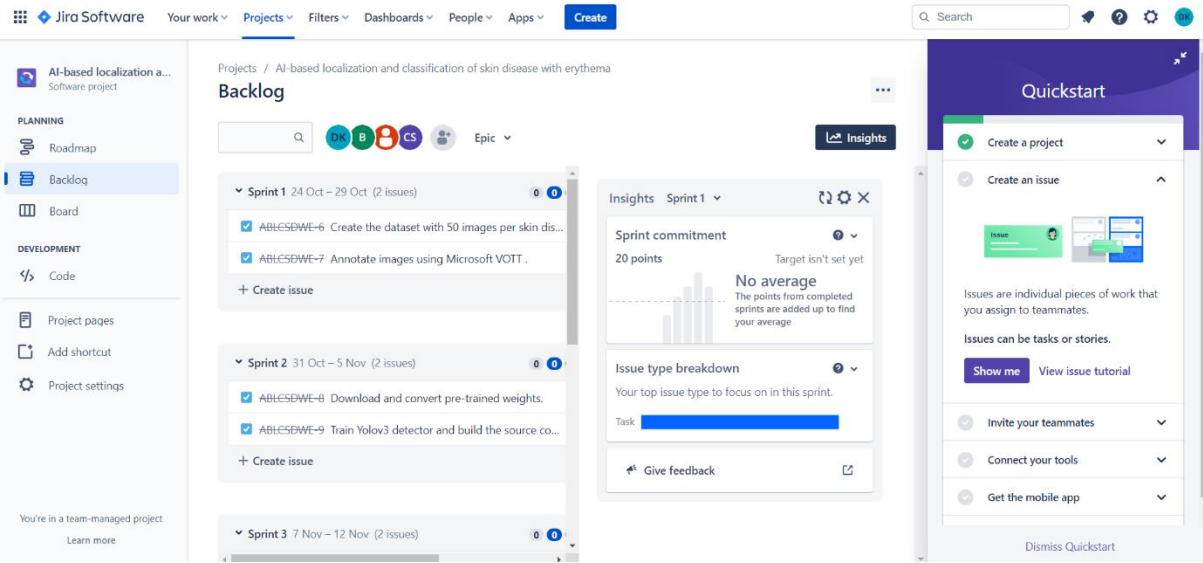 Jira Software Your work Projects Filters Dashboards People Apps Create Search DK
AI-based localization a...
Software project
PLANNING
Roadmap
Backlog
Board
DEVELOPMENT
Code
Project pages
Add shortcut
Project settings
You're in a team-managed project
Learn more
Projects / AI-based localization and classification of skin disease with erythema
Backlog
DK B CS Epic Insights
Sprint 1 24 Oct – 29 Oct (2 issues) 0 0
ABLCSDWE-6 Create the dataset with 50 images per skin dis...
ABLCSDWE-7 Annotate images using Microsoft VOTT .
+ Create issue
Sprint 2 31 Oct – 5 Nov (2 issues) 0 0
ABLCSDWE-8 Download and convert pre-trained weights.
ABLCSDWE-9 Train Yolov3 detector and build the source co...
+ Create issue
Sprint 3 7 Nov – 12 Nov (2 issues) 0 0
Insights Sprint 1
Sprint commitment
20 points Target isn't set yet
No average
The points from completed
sprints are added up to find
your average
Issue type breakdown
Your top issue type to focus on in this sprint.
Task
Give feedback
Quickstart
Create a project
Create an issue
Issue
Issues are individual pieces of work that
you assign to teammates.
Issues can be tasks or stories.
Show me View issue tutorial
Invite your teammates
Connect your tools
Get the mobile app
Dismiss Quickstart